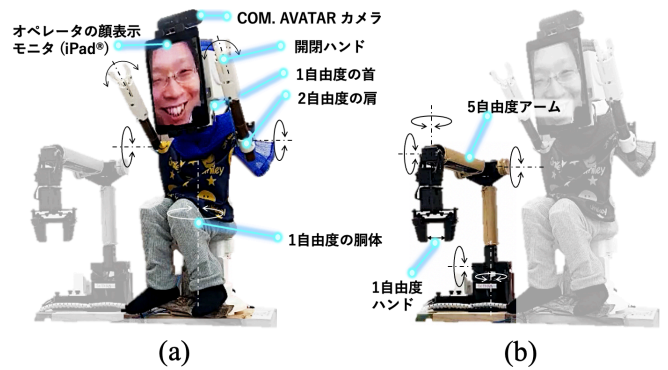 オペレータの顔表示
モニタ（iPad®）
COM. AVATAR カメラ
開閉ハンド
1自由度の首
2自由度の肩
1自由度の胴体
(a)
5自由度アーム
1自由度
ハンド
(b)